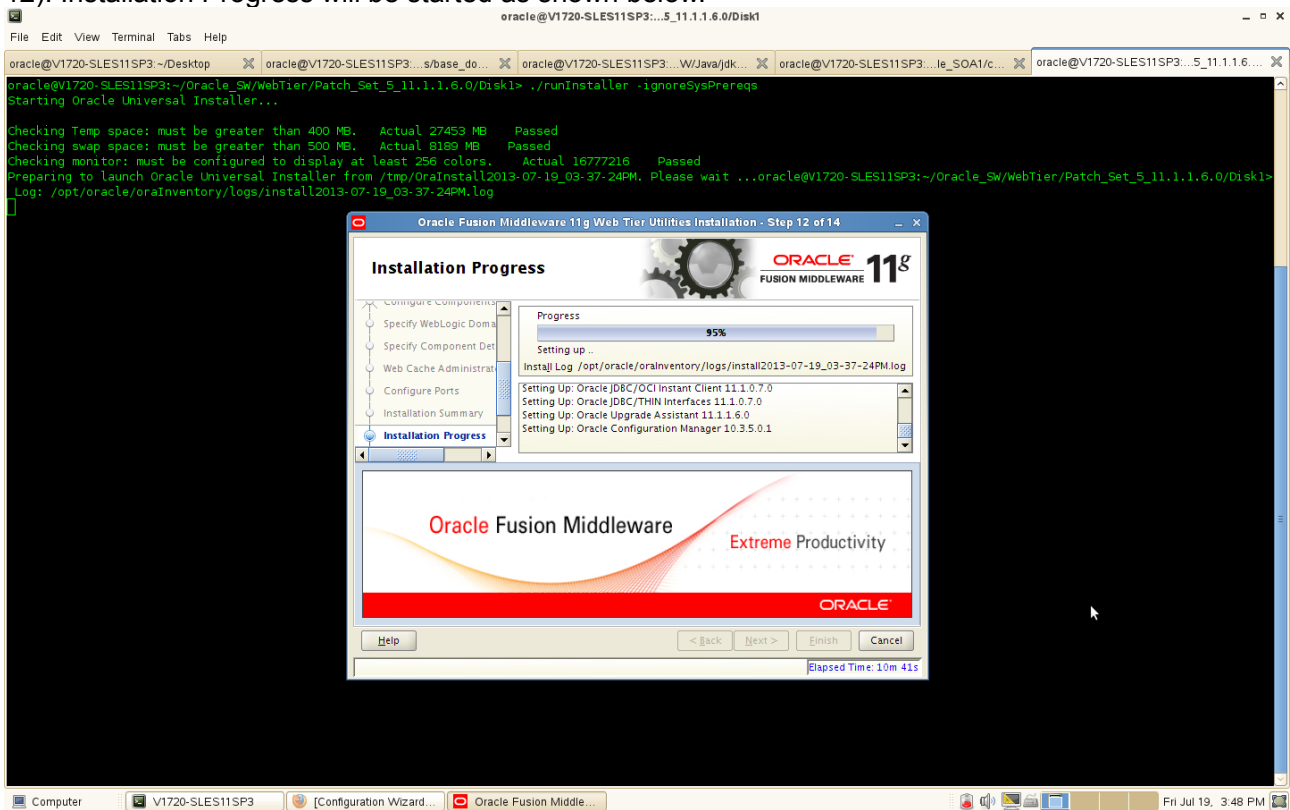 12). Installation Progress will be started as shown below.
oracle@V1720-SLES11SP3:...5_11.1.1.6.0/Disk1
File Edit View Terminal Tabs Help
oracle@V1720-SLES11SP3:~/Desktop
oracle@V1720-SLES11SP3:...s/base_do...
oracle@V1720-SLES11SP3:...W/Java/jdk...
oracle@V1720-SLES11SP3:...le_SOA1/c...
oracle@V1720-SLES11SP3:...5_11.1.1.6....
oracle@V1720-SLES11SP3:~/Oracle_SW/WebTier/Patch_Set_5_11.1.1.6.0/Disk1> ./runInstaller -ignoreSysPrereqs
Starting Oracle Universal Installer...
Checking Temp space: must be greater than 400 MB. Actual 27453 MB Passed
Checking swap space: must be greater than 500 MB. Actual 8189 MB Passed
Checking monitor: must be configured to display at least 256 colors. Actual 16777216 Passed
Preparing to launch Oracle Universal Installer from /tmp/OraInstall2013-07-19_03-37-24PM. Please wait ...oracle@V1720-SLES11SP3:~/Oracle_SW/WebTier/Patch_Set_5_11.1.1.6.0/Disk1>
Log: /opt/oracle/oraInventory/logs/install2013-07-19_03-37-24PM.log
Oracle Fusion Middleware 11g Web Tier Utilities Installation - Step 12 of 14
Installation Progress
ORACLE
FUSION MIDDLEWARE 11g
Configure Components
Specify WebLogic Doma
Specify Component Det
Web Cache Administrat
Configure Ports
Installation Summary
Installation Progress
Progress
95%
Setting up ..
Install Log /opt/oracle/oraInventory/logs/install2013-07-19_03-37-24PM.log
Setting Up: Oracle JDBC/OCI Instant Client 11.1.0.7.0
Setting Up: Oracle JDBC/THIN Interfaces 11.1.0.7.0
Setting Up: Oracle Upgrade Assistant 11.1.1.6.0
Setting Up: Oracle Configuration Manager 10.3.5.0.1
Oracle Fusion Middleware
Extreme Productivity
ORACLE
Help
< Back
Next >
Finish
Cancel
Elapsed Time: 10m 41s
Computer
V1720-SLES11SP3
[Configuration Wizard...
Oracle Fusion Middle...
Fri Jul 19, 3:48 PM